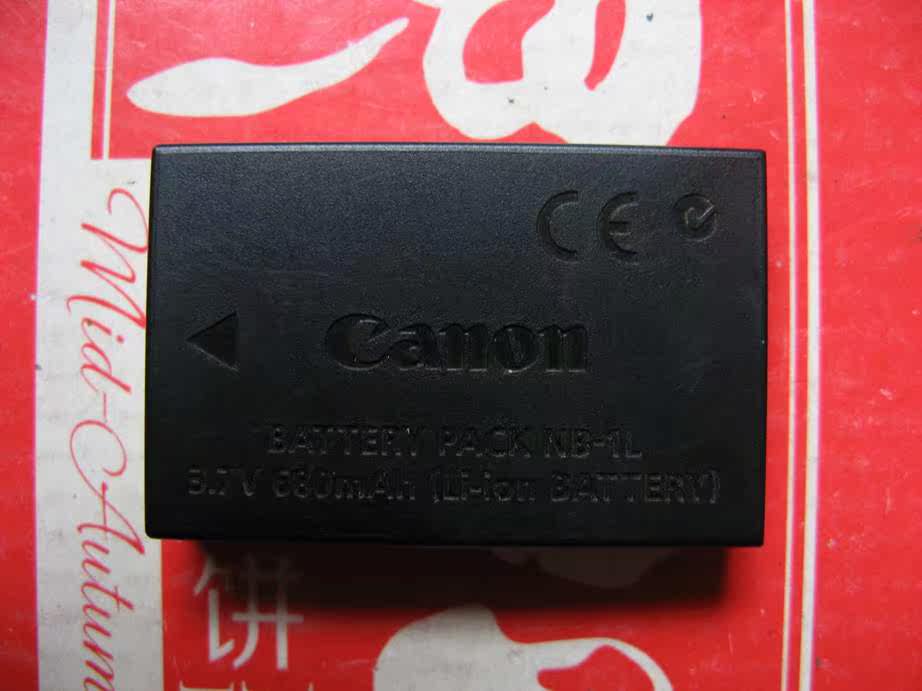 CE
Canon
BATTERY PACK NB-1L
3.7V 680mAh (Li-ion BATTERY)
Mid-Autum
饼